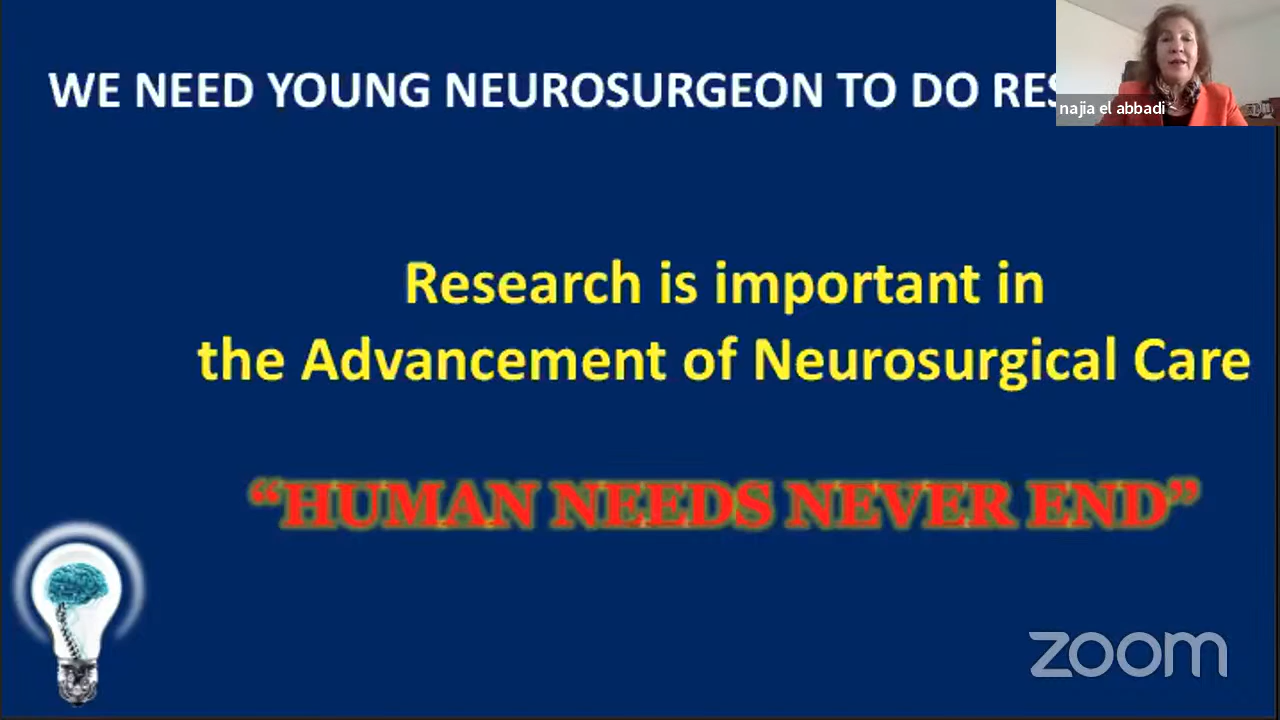 WE NEED YOUNG NEUROSURGEON TO DO
najia el abbadi
Research is important in
the Advancement of Neurosurgical Care
“HUMAN NEEDS NEVER END”
zoom